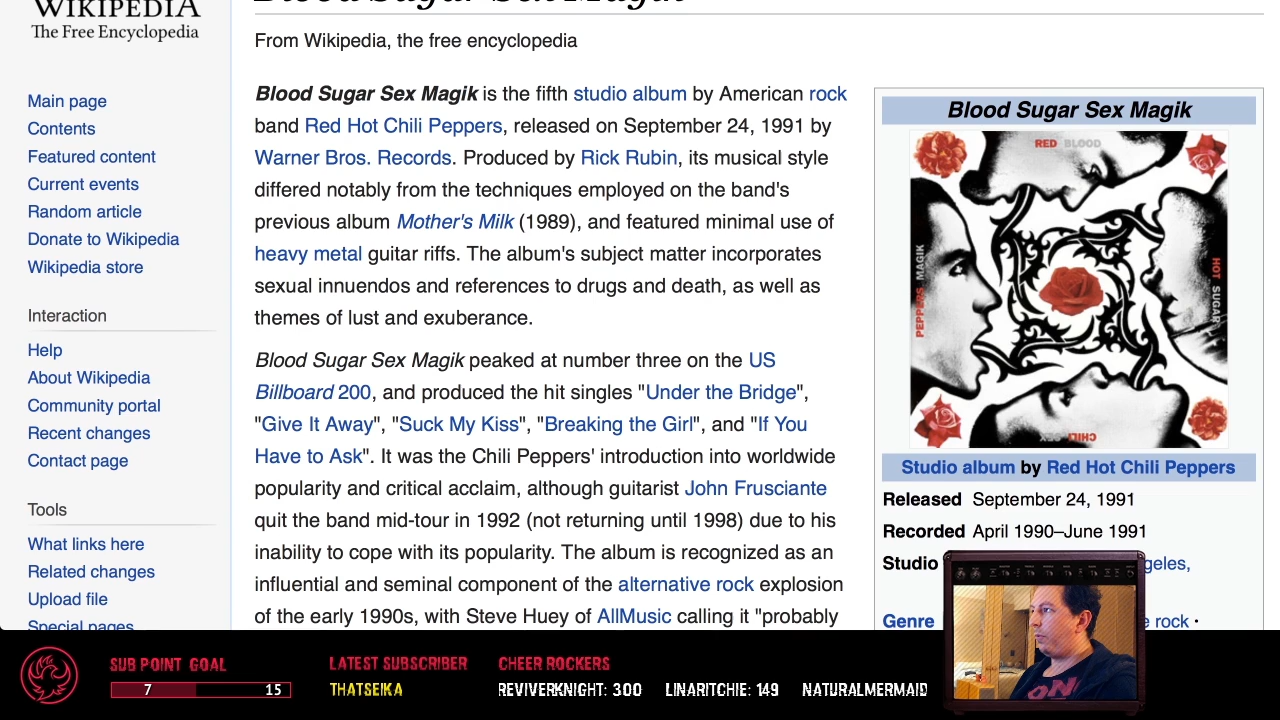 WIKIPEDIA
The Free Encyclopedia
Main page
Contents
Featured content
Current events
Random article
Donate to Wikipedia
Wikipedia store
Interaction
Help
About Wikipedia
Community portal
Recent changes
Contact page
Tools
What links here
Related changes
Upload file
Special pages
Blood Sugar Sex Magik
From Wikipedia, the free encyclopedia
Blood Sugar Sex Magik is the fifth studio album by American rock
band Red Hot Chili Peppers, released on September 24, 1991 by
Warner Bros. Records. Produced by Rick Rubin, its musical style
differed notably from the techniques employed on the band's
previous album Mother's Milk (1989), and featured minimal use of
heavy metal guitar riffs. The album's subject matter incorporates
sexual innuendos and references to drugs and death, as well as
themes of lust and exuberance.
Blood Sugar Sex Magik peaked at number three on the US
Billboard 200, and produced the hit singles "Under the Bridge",
"Give It Away", "Suck My Kiss", "Breaking the Girl", and "If You
Have to Ask". It was the Chili Peppers' introduction into worldwide
popularity and critical acclaim, although guitarist John Frusciante
quit the band mid-tour in 1992 (not returning until 1998) due to his
inability to cope with its popularity. The album is recognized as an
influential and seminal component of the alternative rock explosion
of the early 1990s, with Steve Huey of AllMusic calling it "probably
Blood Sugar Sex Magik
RED BLOOD
HOT SUGAR
CHILI SEX
PEPPERS MAGIK
Studio album by Red Hot Chili Peppers
Released September 24, 1991
Recorded April 1990–June 1991
Studio geles,
Genre e rock ·
SUB POINT GOAL
7 15
LATEST SUBSCRIBER
THATSEIKA
CHEER ROCKERS
REVIVERKNIGHT: 300 LINARITCHIE: 149 NATURALMERMAID